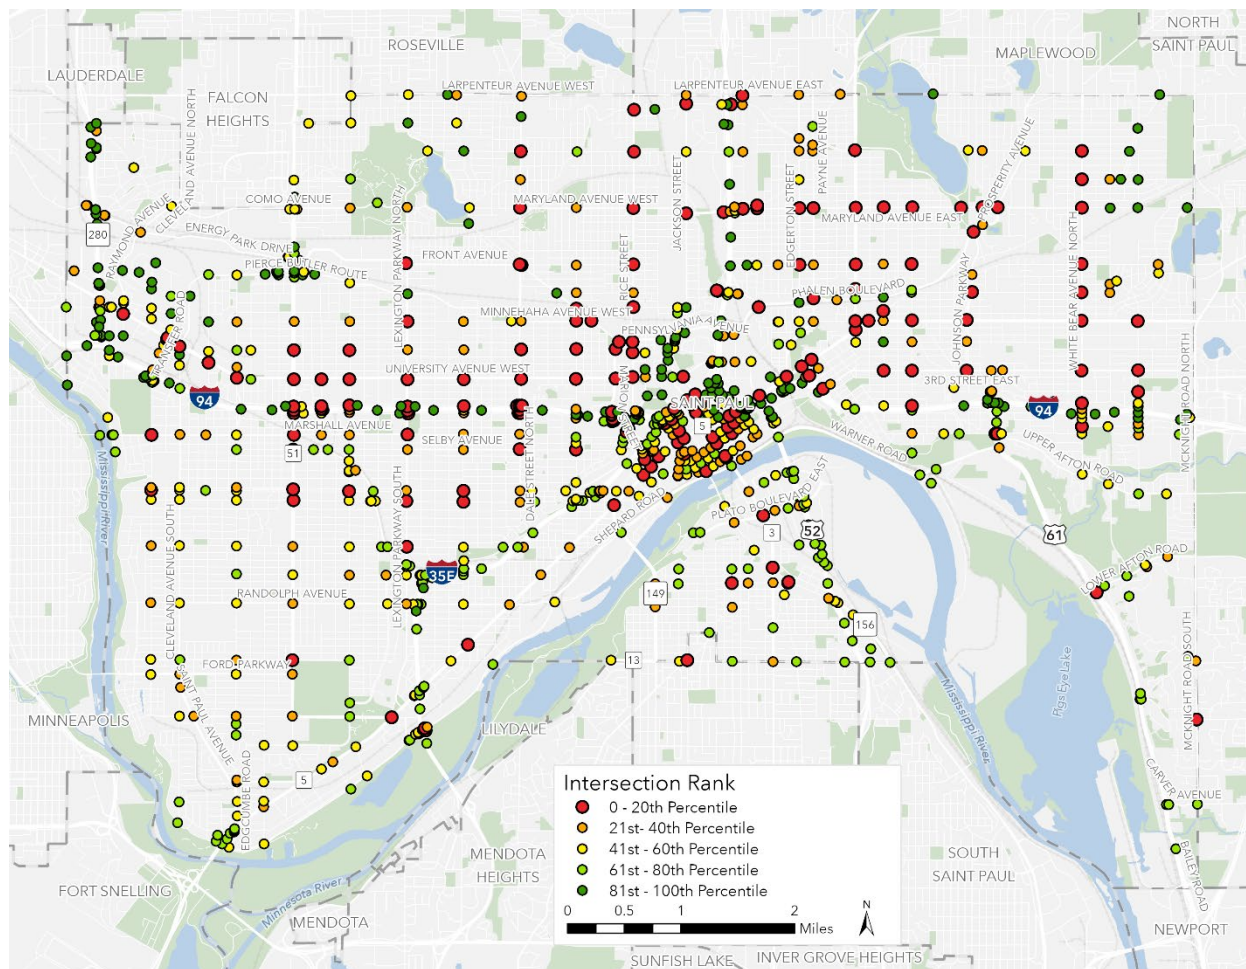 NORTH
SAINT PAUL
ROSEVILLE
MAPLEWOOD
LAUDERDALE
FALCON
HEIGHTS
LARPENTEUR AVENUE WEST
LARPENTEUR AVENUE EAST
CLEVELAND AVENUE NORTH
PAYNE AVENUE
EDGERTON STREET
JACKSON STREET
PROSPERITY AVENUE
RAYMOND AVENUE
COMO AVENUE
LEXINGTON PARKWAY NORTH
MARYLAND AVENUE WEST
MARYLAND AVENUE EAST
280
ENERGY PARK DRIVE
PIERCE BUTLER ROUTE
FRONT AVENUE
RICE STREET
PHALEN BOULEVARD
WHITE BEAR AVENUE NORTH
JOHNSON PARKWAY
TRANSFER ROAD
MINNEHAHA AVENUE WEST
PENNSYLVANIA AVENUE
UNIVERSITY AVENUE WEST
3RD STREET EAST
MCKNIGHT ROAD NORTH
94
94
SAINT PAUL
5
MARSHALL AVENUE
SELBY AVENUE
51
DALE STREET NORTH
WARNER ROAD
UPPER AFTON ROAD
Mississippi River
LEXINGTON PARKWAY SOUTH
SHEPARD ROAD
PLATO BOULEVARD EAST
3
52
61
CLEVELAND AVENUE SOUTH
35E
LOWER AFTON ROAD
RANDOLPH AVENUE
149
156
FORD PARKWAY
13
SAINT PAUL AVENUE
Mississippi River
Pigs Eye Lake
MCKNIGHT ROAD SOUTH
MINNEAPOLIS
LILYDALE
5
EDGCUMBE ROAD
CARVER AVENUE
BAILEY ROAD
Intersection Rank
0 - 20th Percentile
21st- 40th Percentile
41st - 60th Percentile
61st - 80th Percentile
81st - 100th Percentile
0 0.5 1 2
Miles
N
MENDOTA
HEIGHTS
SOUTH
SAINT PAUL
FORT SNELLING
Minnesota River
MENDOTA
NEWPORT
SUNFISH LAKE
INVER GROVE HEIGHTS